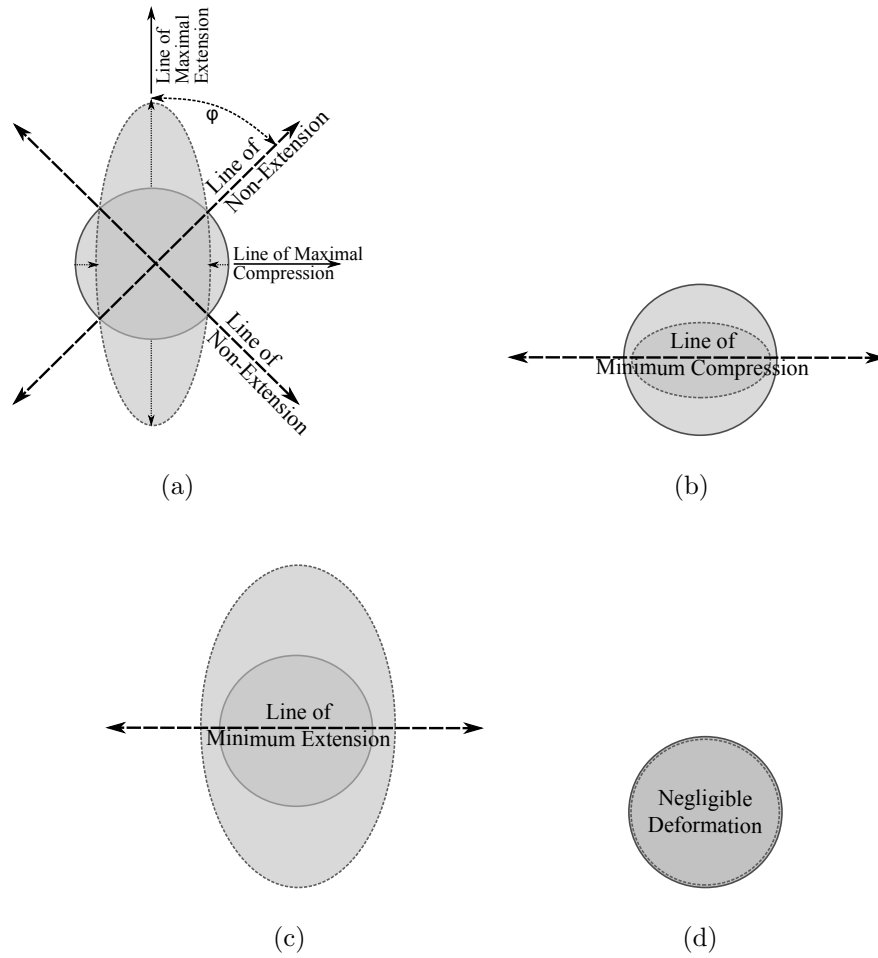 Line of
Maximal
Extension
φ
Line of
Non-Extension
Line of Maximal
Compression
Line of
Non-Extension
(a)
Line of
Minimum Compression
(b)
Line of
Minimum Extension
(c)
Negligible
Deformation
(d)